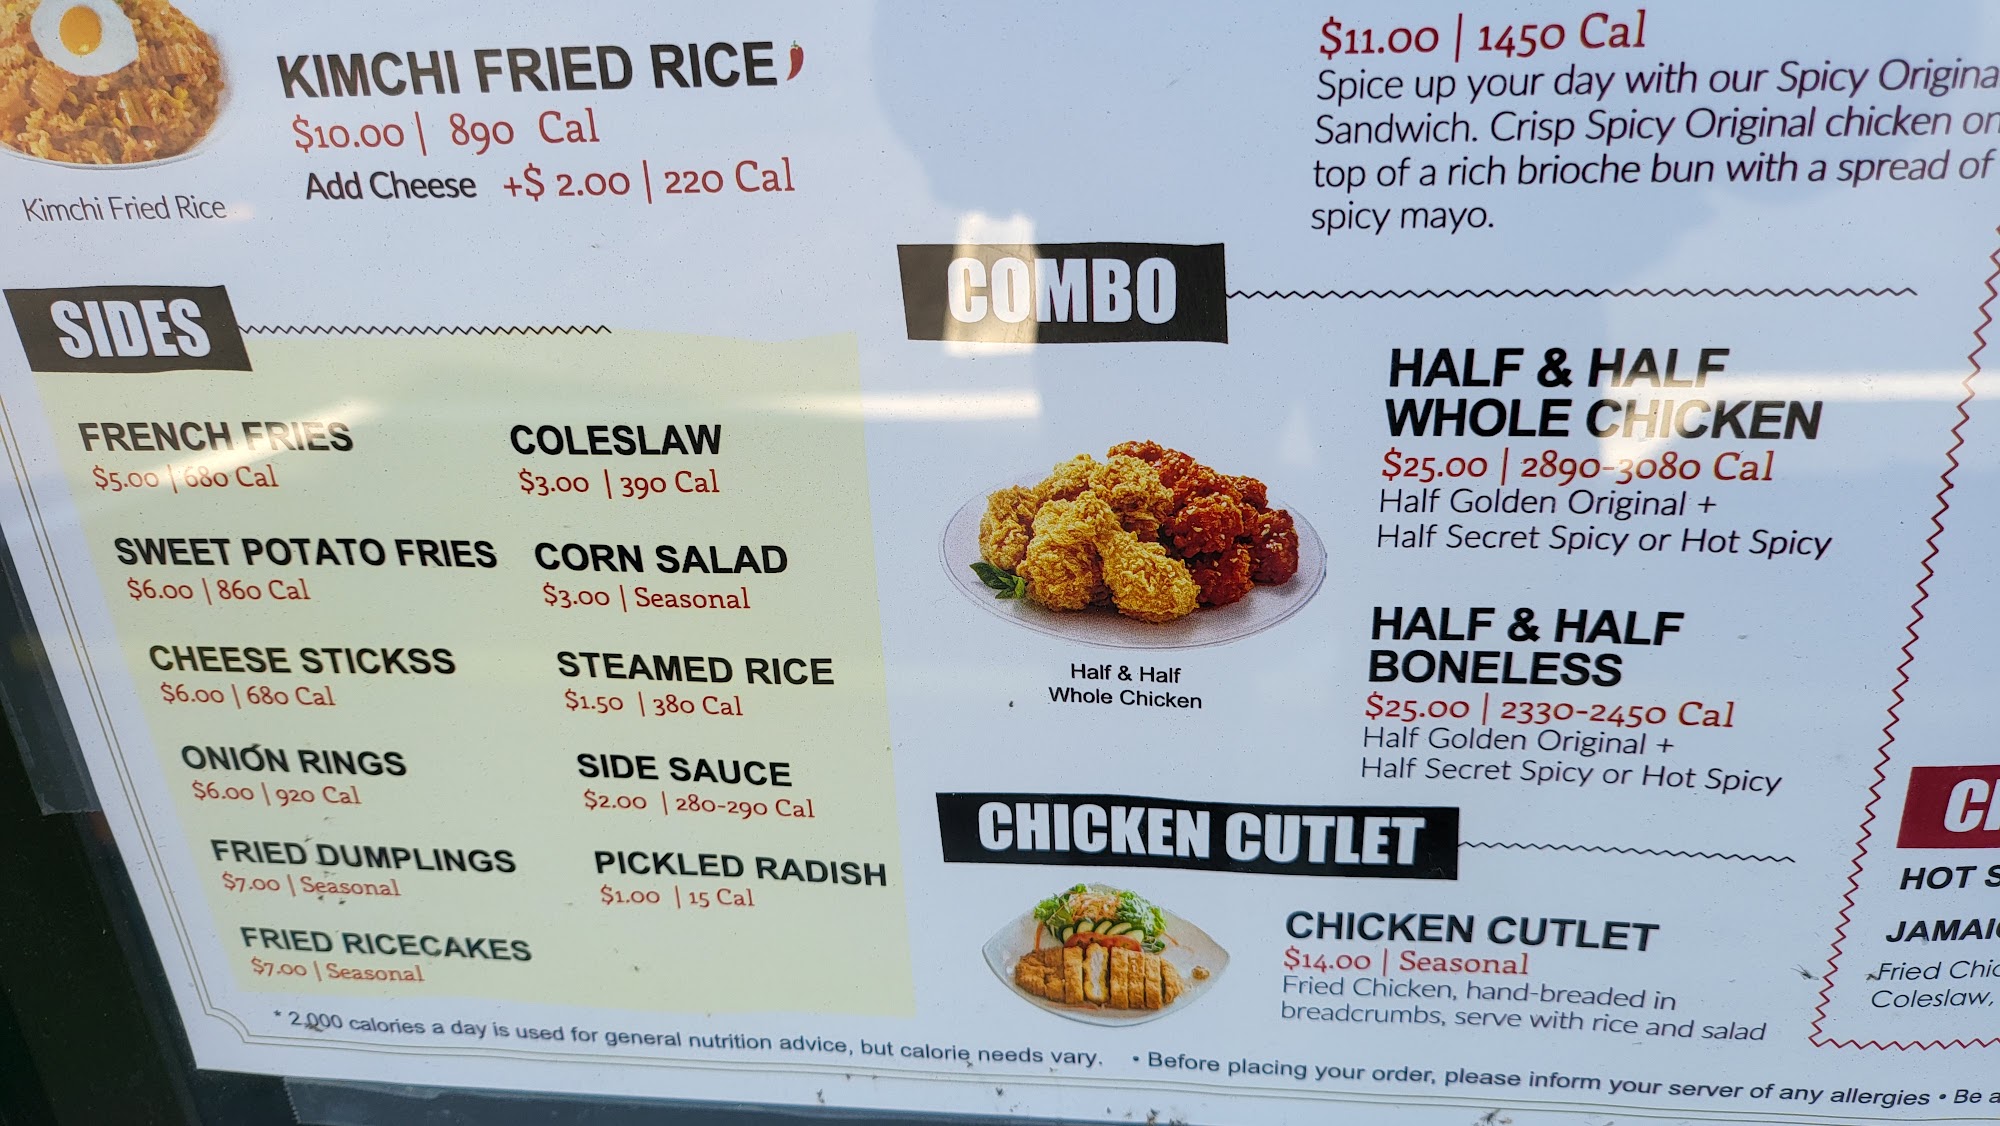 KIMCHI FRIED RICE
$10.00 | 890 Cal
Add Cheese +$ 2.00 | 220 Cal
Kimchi Fried Rice
SIDES
FRENCH FRIES
$5.00 | 680 Cal
SWEET POTATO FRIES
$6.00 | 860 Cal
CHEESE STICKSS
$6.00 | 680 Cal
ONION RINGS
$6.00 | 920 Cal
FRIED DUMPLINGS
$7.00 | Seasonal
FRIED RICECAKES
$7.00 | Seasonal
COLESLAW
$3.00 | 390 Cal
CORN SALAD
$3.00 | Seasonal
STEAMED RICE
$1.50 | 380 Cal
SIDE SAUCE
$2.00 | 280-290 Cal
PICKLED RADISH
$1.00 | 15 Cal
$11.00 | 1450 Cal
Spice up your day with our Spicy Origina
Sandwich. Crisp Spicy Original chicken on
top of a rich brioche bun with a spread of
spicy mayo.
COMBO
Half & Half
Whole Chicken
HALF & HALF
WHOLE CHICKEN
$25.00 | 2890-3080 Cal
Half Golden Original +
Half Secret Spicy or Hot Spicy
HALF & HALF
BONELESS
$25.00 | 2330-2450 Cal
Half Golden Original +
Half Secret Spicy or Hot Spicy
CHICKEN CUTLET
CHICKEN CUTLET
$14.00 | Seasonal
Fried Chicken, hand-breaded in
breadcrumbs, serve with rice and salad
HOT S
JAMAI
Fried Chic
Coleslaw,
* 2,000 calories a day is used for general nutrition advice, but calorie needs vary. • Before placing your order, please inform your server of any allergies • Be a